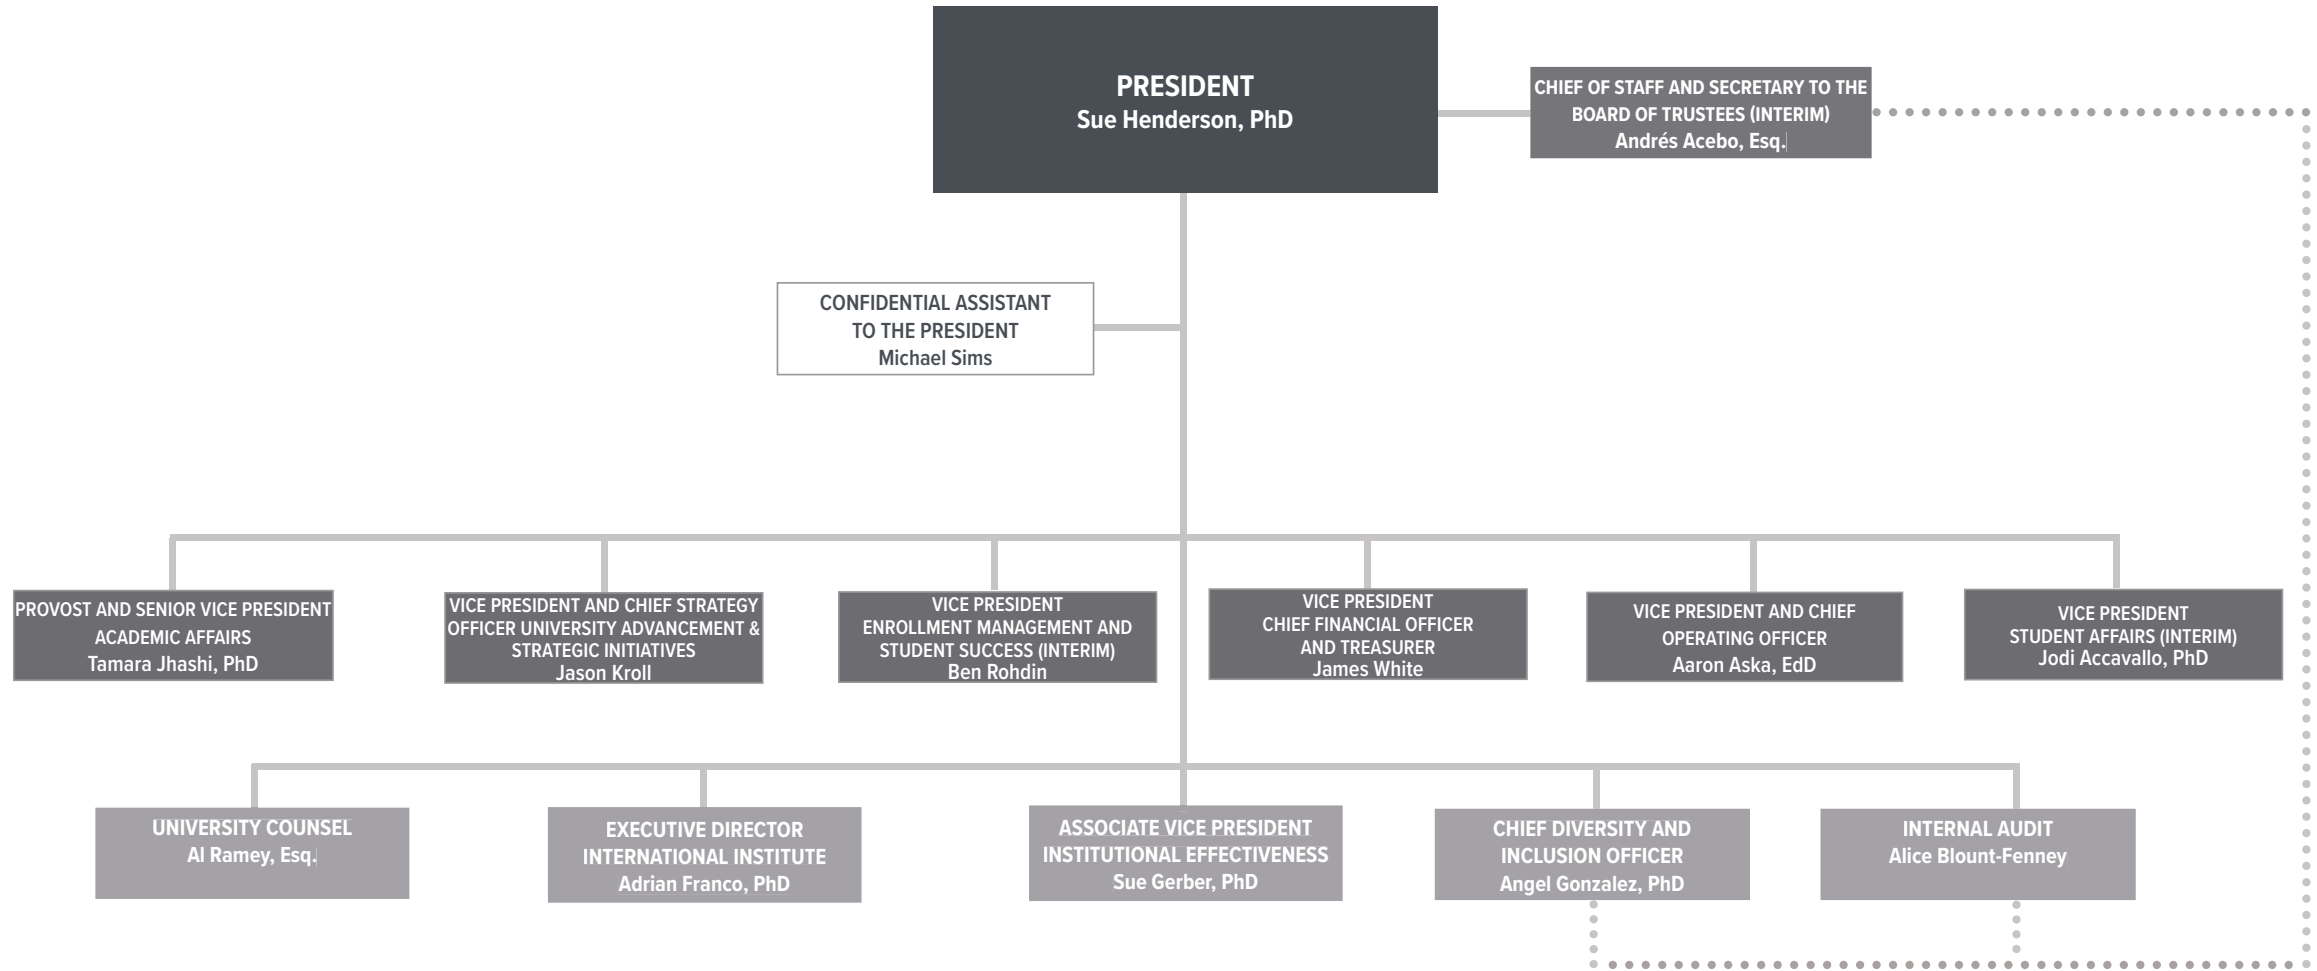 PRESIDENT
Sue Henderson, PhD
CHIEF OF STAFF AND SECRETARY TO THE
BOARD OF TRUSTEES (INTERIM)
Andrés Acebo, Esq.
CONFIDENTIAL ASSISTANT
TO THE PRESIDENT
Michael Sims
PROVOST AND SENIOR VICE PRESIDENT
ACADEMIC AFFAIRS
Tamara Jhashi, PhD
VICE PRESIDENT AND CHIEF STRATEGY
OFFICER UNIVERSITY ADVANCEMENT &
STRATEGIC INITIATIVES
Jason Kroll
VICE PRESIDENT
ENROLLMENT MANAGEMENT AND
STUDENT SUCCESS (INTERIM)
Ben Rohdin
VICE PRESIDENT
CHIEF FINANCIAL OFFICER
AND TREASURER
James White
VICE PRESIDENT AND CHIEF
OPERATING OFFICER
Aaron Aska, EdD
VICE PRESIDENT
STUDENT AFFAIRS (INTERIM)
Jodi Accavallo, PhD
UNIVERSITY COUNSEL
Al Ramey, Esq.
EXECUTIVE DIRECTOR
INTERNATIONAL INSTITUTE
Adrian Franco, PhD
ASSOCIATE VICE PRESIDENT
INSTITUTIONAL EFFECTIVENESS
Sue Gerber, PhD
CHIEF DIVERSITY AND
INCLUSION OFFICER
Angel Gonzalez, PhD
INTERNAL AUDIT
Alice Blount-Fenney